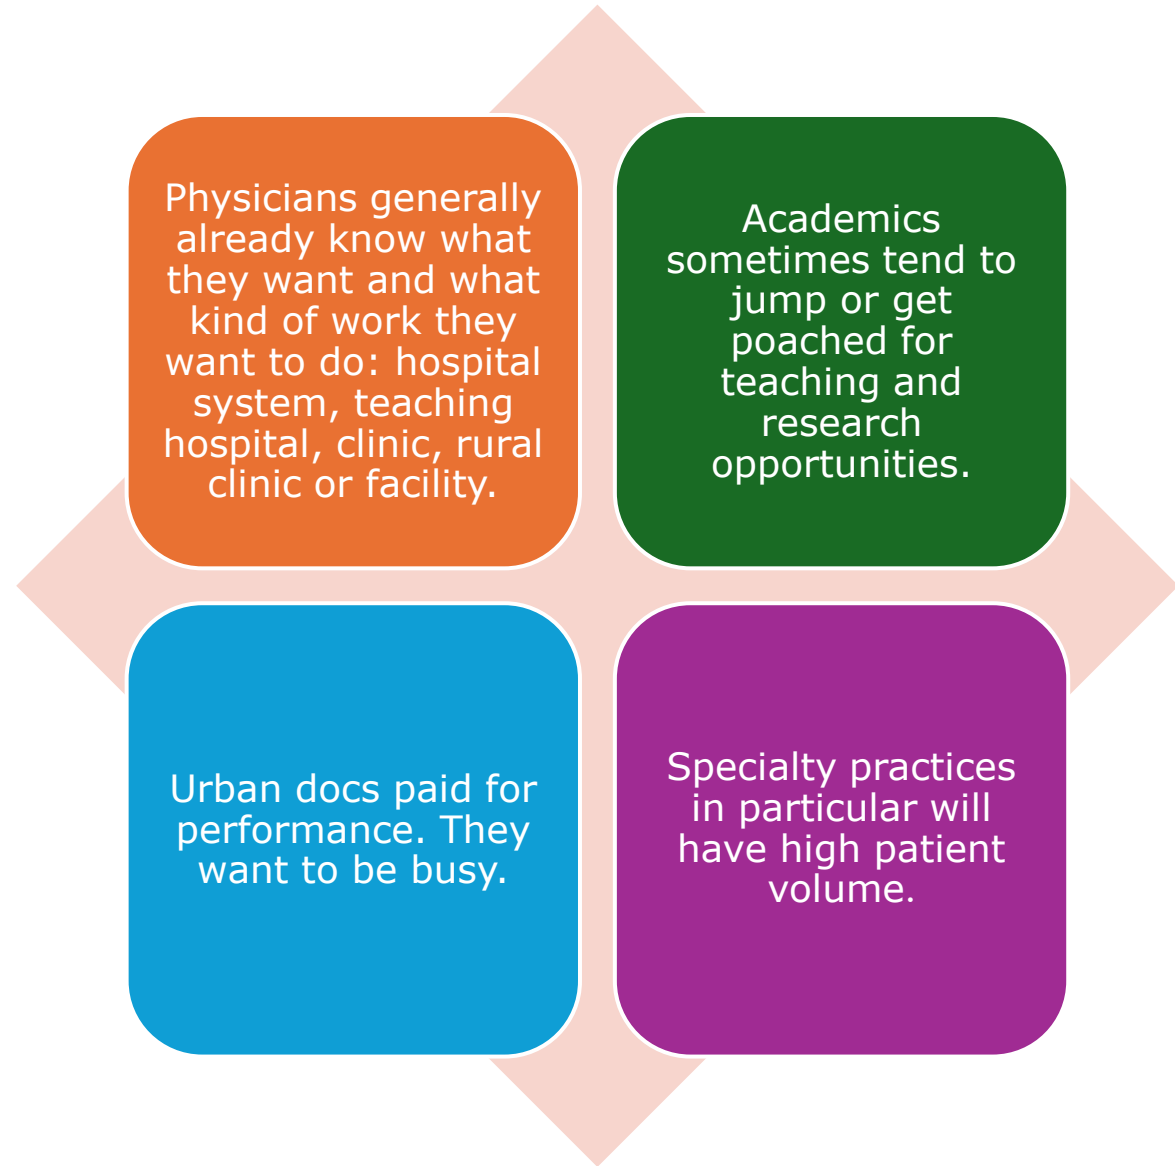 Physicians generally
already know what
they want and what
kind of work they
want to do: hospital
system, teaching
hospital, clinic, rural
clinic or facility.
Academics
sometimes tend to
jump or get
poached for
teaching and
research
opportunities.
Urban docs paid for
performance. They
want to be busy.
Specialty practices
in particular will
have high patient
volume.